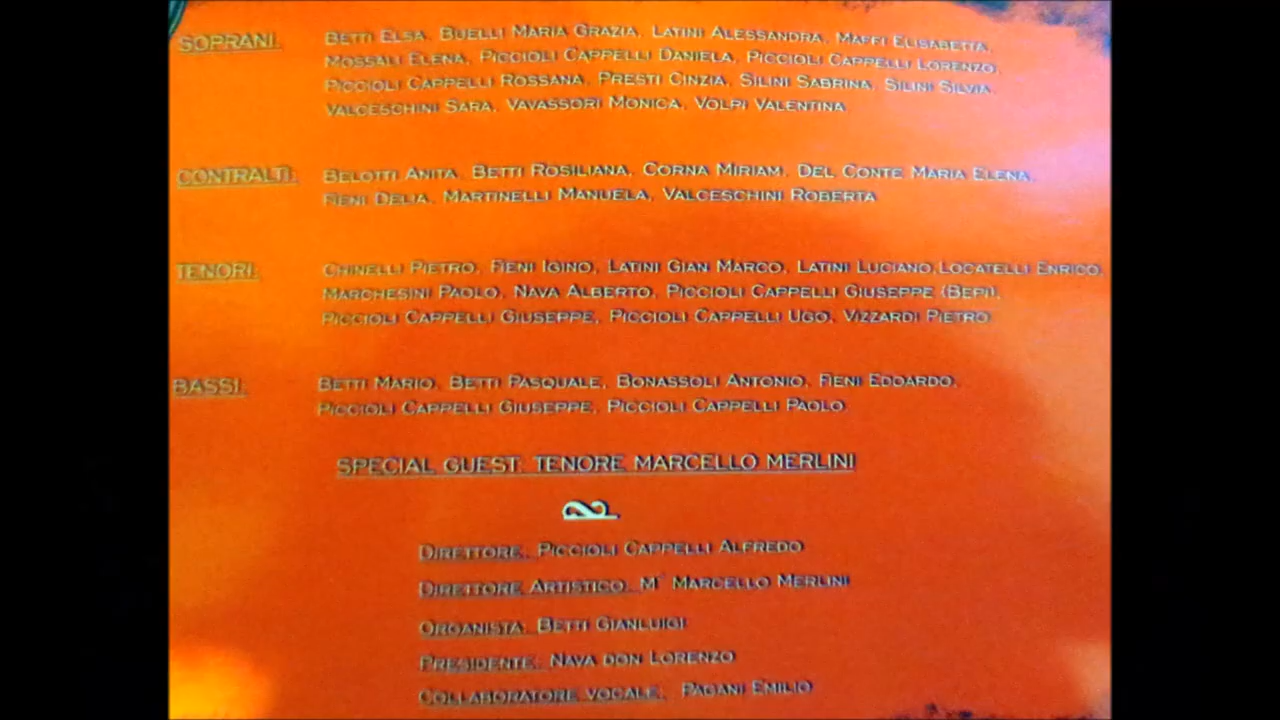 SOPRANI: BETTI ELSA, BUELLI MARIA GRAZIA, LATINI ALESSANDRA, MAFFI ELISABETTA,
MOSSALI ELENA, PICCIOLI CAPPELLI DANIELA, PICCIOLI CAPPELLI LORENZO,
PICCIOLI CAPPELLI ROSSANA, PRESTI CINZIA, SILINI SABRINA, SILINI SILVIA,
VALCESCHINI SARA, VAVASSORI MONICA, VOLPI VALENTINA
CONTRALTI: BELOTTI ANITA, BETTI ROSILIANA, CORNA MIRIAM, DEL CONTE MARIA ELENA,
FIENI DELIA, MARTINELLI MANUELA, VALCESCHINI ROBERTA
TENORI: CHINELLI PIETRO, FIENI IGINO, LATINI GIAN MARCO, LATINI LUCIANO,LOCATELLI ENRICO,
MARCHESINI PAOLO, NAVA ALBERTO, PICCIOLI CAPPELLI GIUSEPPE (BEPI),
PICCIOLI CAPPELLI GIUSEPPE, PICCIOLI CAPPELLI UGO, VIZZARDI PIETRO
BASSI: BETTI MARIO, BETTI PASQUALE, BONASSOLI ANTONIO, FIENI EDOARDO,
PICCIOLI CAPPELLI GIUSEPPE, PICCIOLI CAPPELLI PAOLO
SPECIAL GUEST: TENORE MARCELLO MERLINI
DIRETTORE: PICCIOLI CAPPELLI ALFREDO
DIRETTORE ARTISTICO: M° MARCELLO MERLINI
ORGANISTA: BETTI GIANLUIGI
PRESIDENTE: NAVA DON LORENZO
COLLABORATORE VOCALE: PAGANI EMILIO